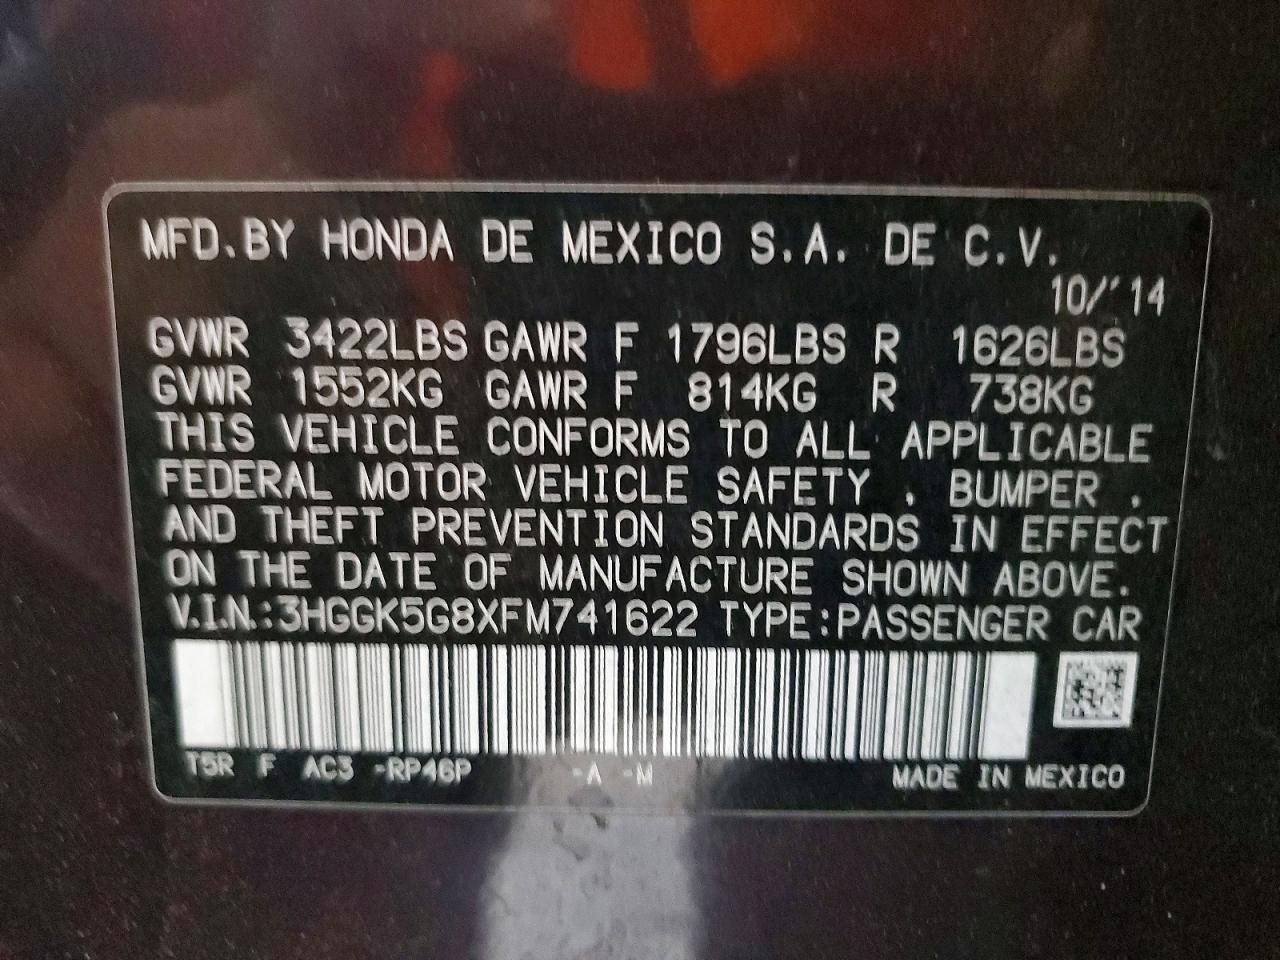 MFD.BY HONDA DE MEXICO S.A. DE C.V.
10/'14
GVWR 3422LBS GAWR F 1796LBS R 1626LBS
GVWR 1552KG GAWR F 814KG R 738KG
THIS VEHICLE CONFORMS TO ALL APPLICABLE
FEDERAL MOTOR VEHICLE SAFETY , BUMPER ,
AND THEFT PREVENTION STANDARDS IN EFFECT
ON THE DATE OF MANUFACTURE SHOWN ABOVE.
V.I.N.:3HGGK5G8XFM741622 TYPE:PASSENGER CAR
T5R F AC3 -RP46P -A -M MADE IN MEXICO